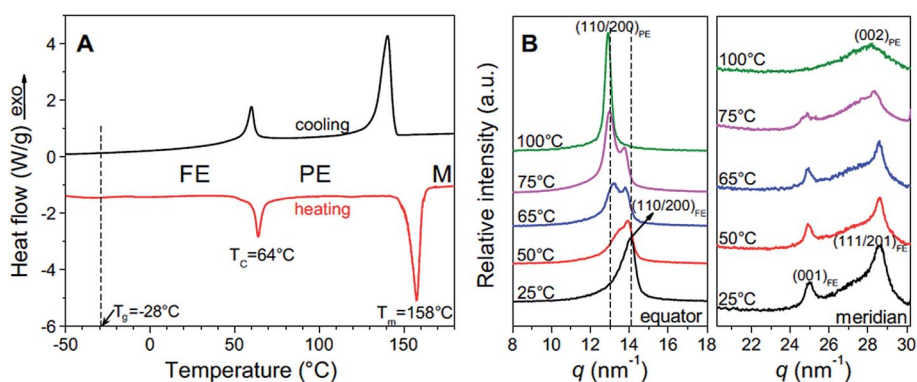 A
Heat flow (W/g) exo
4
2
0
-2
-4
-6
cooling
FE PE M
heating
T_C=64°C
T_g=-28°C
T_m=158°C
-50 0 50 100 150
Temperature (°C)
B
Relative intensity (a.u.)
(110/200)_PE
100°C
75°C
65°C
(110/200)_FE
50°C
25°C
equator
8 10 12 14 16 18
q (nm⁻¹)
(002)_PE
100°C
75°C
65°C
50°C
(111/201)_FE
(001)_FE
25°C
meridian
22 24 26 28 30
q (nm⁻¹)